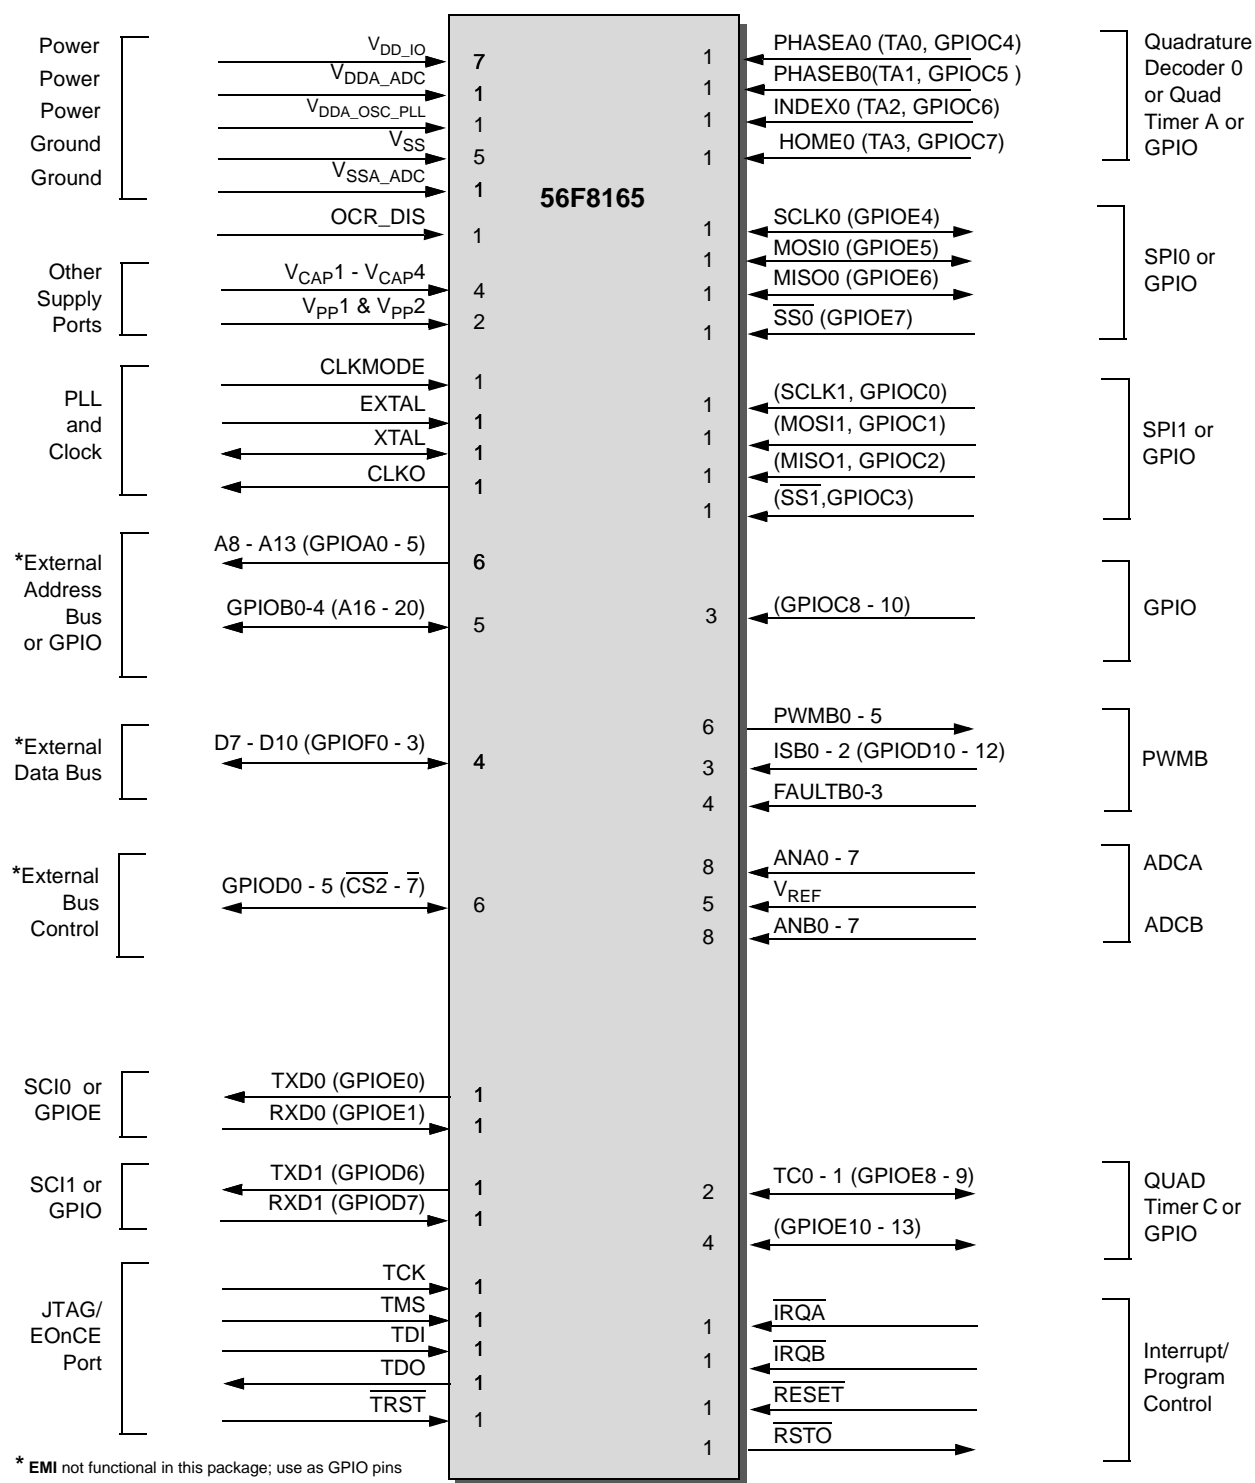 56F8165
Power
Power
Power
Ground
Ground
VDD_IO 7
VDDA_ADC 1
VDDA_OSC_PLL 1
VSS 5
VSSA_ADC 1
OCR_DIS 1
Other
Supply
Ports
VCAP1 - VCAP4 4
VPP1 & VPP2 2
PLL
and
Clock
CLKMODE 1
EXTAL 1
XTAL 1
CLKO 1
*External
Address
Bus
or GPIO
A8 - A13 (GPIOA0 - 5) 6
GPIOB0-4 (A16 - 20) 5
*External
Data Bus
D7 - D10 (GPIOF0 - 3) 4
*External
Bus
Control
GPIOD0 - 5 (CS2 - 7) 6
SCI0 or
GPIOE
TXD0 (GPIOE0) 1
RXD0 (GPIOE1) 1
SCI1 or
GPIO
TXD1 (GPIOD6) 1
RXD1 (GPIOD7) 1
JTAG/
EOnCE
Port
TCK 1
TMS 1
TDI 1
TDO 1
TRST 1
1 PHASEA0 (TA0, GPIOC4)
1 PHASEB0(TA1, GPIOC5 )
1 INDEX0 (TA2, GPIOC6)
1 HOME0 (TA3, GPIOC7)
Quadrature
Decoder 0
or Quad
Timer A or
GPIO
1 SCLK0 (GPIOE4)
1 MOSI0 (GPIOE5)
1 MISO0 (GPIOE6)
1 SS0 (GPIOE7)
SPI0 or
GPIO
1 (SCLK1, GPIOC0)
1 (MOSI1, GPIOC1)
1 (MISO1, GPIOC2)
1 (SS1,GPIOC3)
SPI1 or
GPIO
3 (GPIOC8 - 10)
GPIO
6 PWMB0 - 5
3 ISB0 - 2 (GPIOD10 - 12)
4 FAULTB0-3
PWMB
8 ANA0 - 7
5 VREF
8 ANB0 - 7
ADCA
ADCB
2 TC0 - 1 (GPIOE8 - 9)
4 (GPIOE10 - 13)
QUAD
Timer C or
GPIO
1 IRQA
1 IRQB
1 RESET
1 RSTO
Interrupt/
Program
Control
* EMI not functional in this package; use as GPIO pins